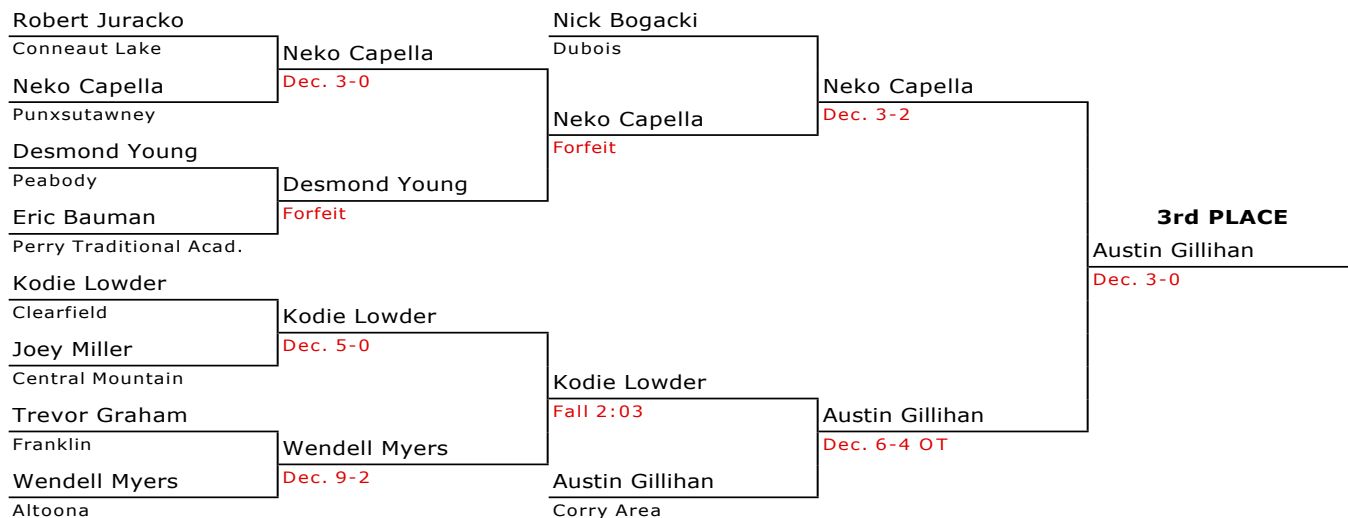 Robert Juracko
Conneaut Lake
Neko Capella
Punxsutawney
Desmond Young
Peabody
Eric Bauman
Perry Traditional Acad.
Kodie Lowder
Clearfield
Joey Miller
Central Mountain
Trevor Graham
Franklin
Wendell Myers
Altoona
Neko Capella
Dec. 3-0
Desmond Young
Forfeit
Kodie Lowder
Dec. 5-0
Wendell Myers
Dec. 9-2
Nick Bogacki
Dubois
Neko Capella
Forfeit
Kodie Lowder
Fall 2:03
Austin Gillihan
Corry Area
Neko Capella
Dec. 3-2
Austin Gillihan
Dec. 6-4 OT
3rd PLACE
Austin Gillihan
Dec. 3-0